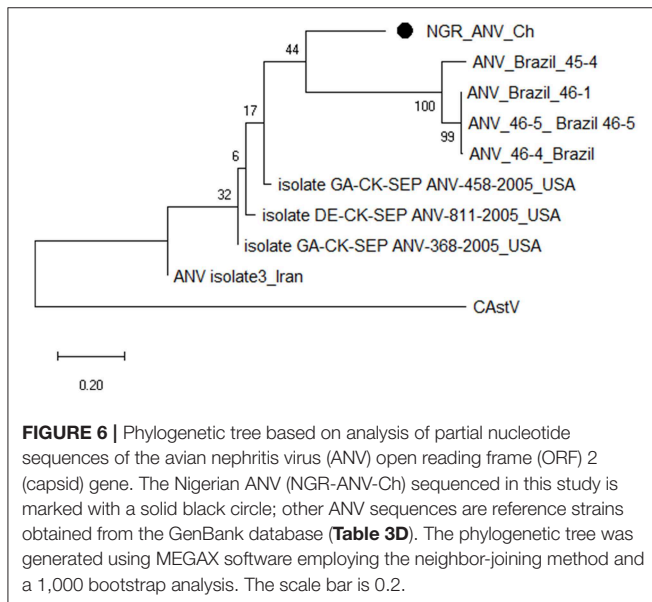 NGR_ANV_Ch
44
ANV_Brazil_45-4
ANV_Brazil_46-1
100
17
ANV_46-5_ Brazil 46-5
99
ANV_46-4_Brazil
6
isolate GA-CK-SEP ANV-458-2005_USA
32
isolate DE-CK-SEP ANV-811-2005_USA
isolate GA-CK-SEP ANV-368-2005_USA
ANV isolate3_Iran
CAstV
0.20
FIGURE 6 | Phylogenetic tree based on analysis of partial nucleotide
sequences of the avian nephritis virus (ANV) open reading frame (ORF) 2
(capsid) gene. The Nigerian ANV (NGR-ANV-Ch) sequenced in this study is
marked with a solid black circle; other ANV sequences are reference strains
obtained from the GenBank database (Table 3D). The phylogenetic tree was
generated using MEGAX software employing the neighbor-joining method and
a 1,000 bootstrap analysis. The scale bar is 0.2.